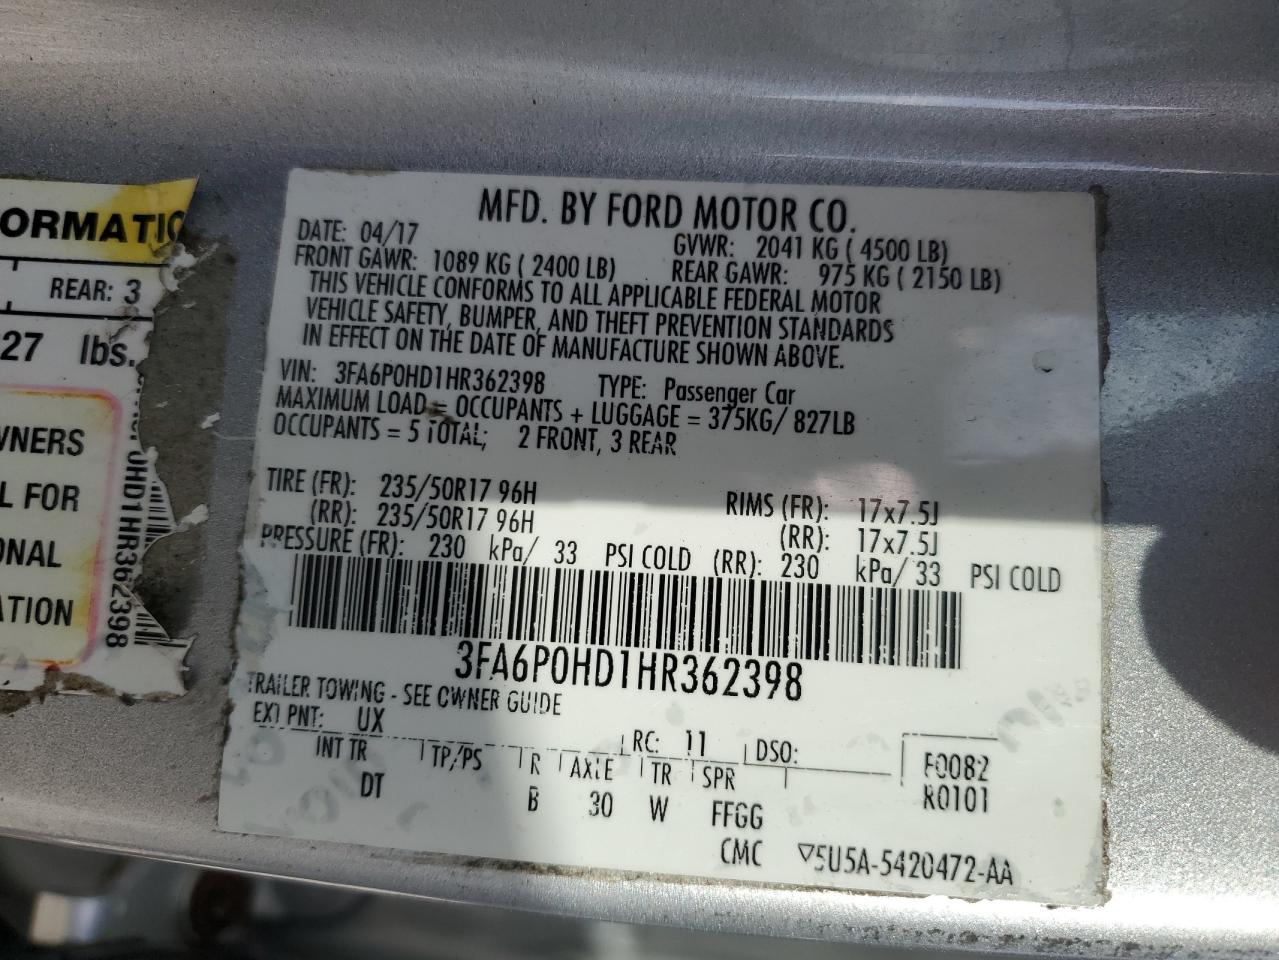 ORMATIC
REAR: 3
27 lbs.
WNERS
L FOR
ONAL
ATION
HD1HR362398
MFD. BY FORD MOTOR CO.
DATE: 04/17 GVWR: 2041 KG ( 4500 LB)
FRONT GAWR: 1089 KG ( 2400 LB) REAR GAWR: 975 KG ( 2150 LB)
THIS VEHICLE CONFORMS TO ALL APPLICABLE FEDERAL MOTOR
VEHICLE SAFETY, BUMPER, AND THEFT PREVENTION STANDARDS
IN EFFECT ON THE DATE OF MANUFACTURE SHOWN ABOVE.
VIN: 3FA6P0HD1HR362398 TYPE: Passenger Car
MAXIMUM LOAD = OCCUPANTS + LUGGAGE = 375KG/ 827LB
OCCUPANTS = 5 TOTAL; 2 FRONT, 3 REAR
TIRE (FR): 235/50R17 96H RIMS (FR): 17x7.5J
(RR): 235/50R17 96H (RR): 17x7.5J
PRESSURE (FR): 230 kPa/ 33 PSI COLD (RR): 230 kPa/ 33 PSI COLD
3FA6P0HD1HR362398
TRAILER TOWING - SEE OWNER GUIDE
EXT PNT: UX RC: 11 DSO: F0082
INT TR TP/PS R AXLE TR SPR R0101
DT B 30 W FFGG
CMC ▽5U5A-5420472-AA